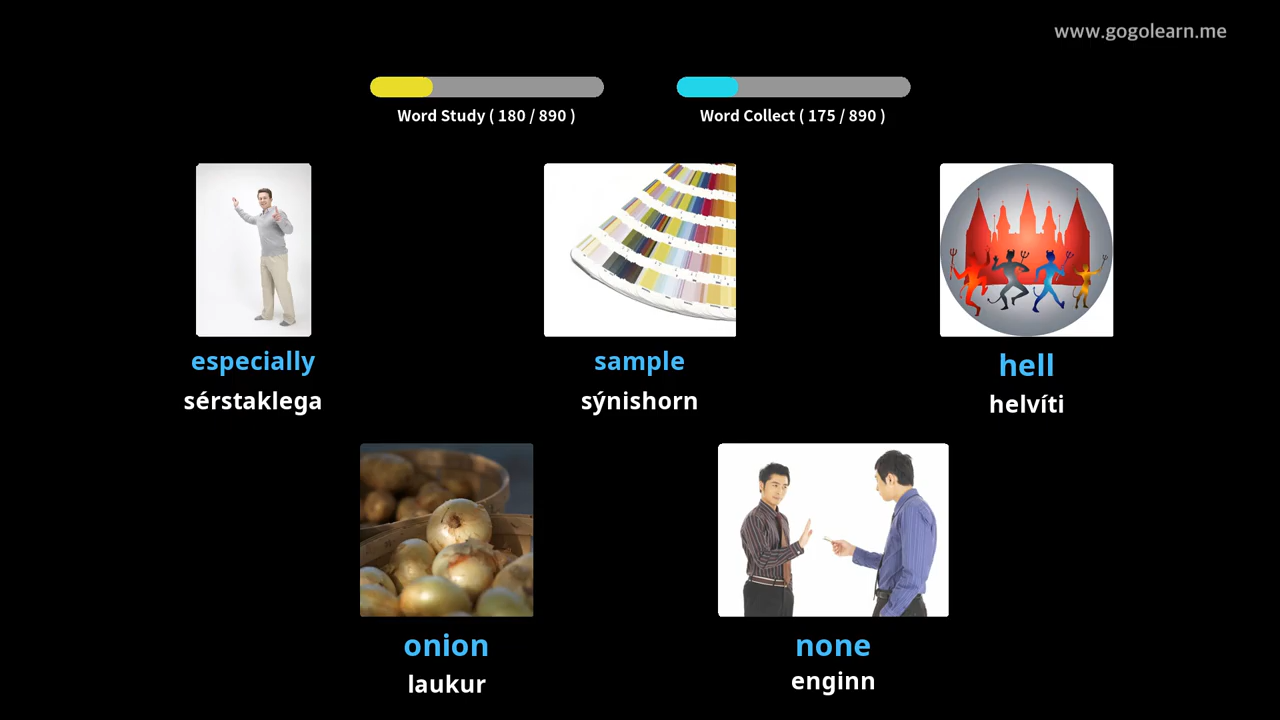 www.gogolearn.me
Word Study ( 180 / 890 )
Word Collect ( 175 / 890 )
especially
sérstaklega
sample
sýnishorn
hell
helvíti
onion
laukur
none
enginn